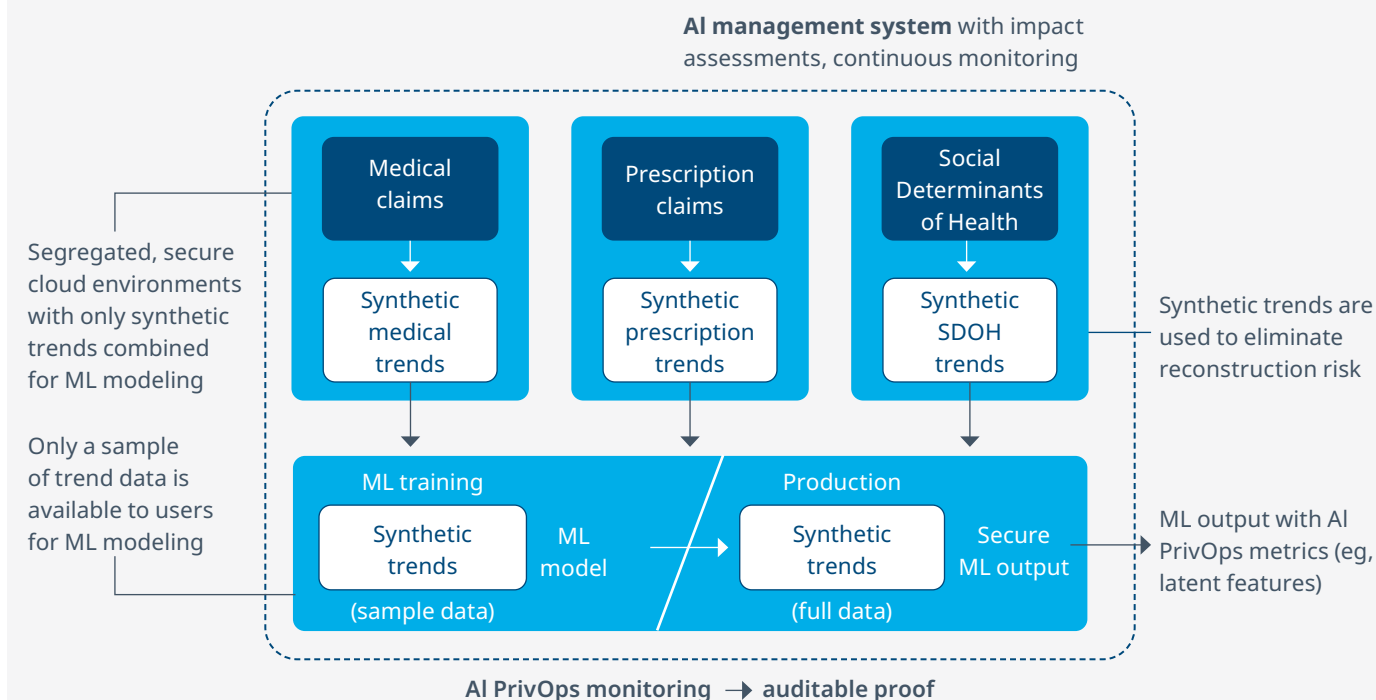 AI management system with impact
assessments, continuous monitoring
Medical
claims
Prescription
claims
Social
Determinants
of Health
Synthetic
medical
trends
Synthetic
prescription
trends
Synthetic
SDOH
trends
Segregated, secure
cloud environments
with only synthetic
trends combined
for ML modeling
Synthetic trends are
used to eliminate
reconstruction risk
Only a sample
of trend data is
available to users
for ML modeling
ML training
Synthetic
trends
(sample data)
ML
model
Production
Synthetic
trends
(full data)
Secure
ML output
ML output with AI
PrivOps metrics (eg,
latent features)
AI PrivOps monitoring → auditable proof